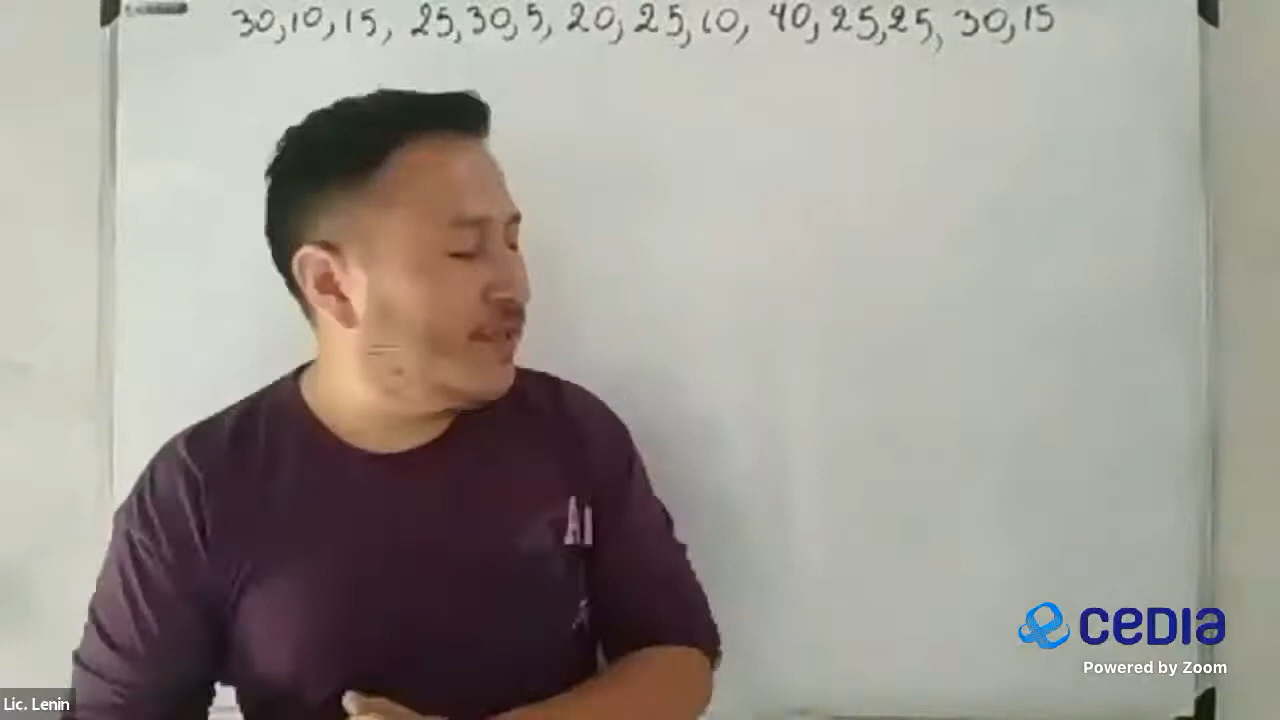 30,10,15, 25,30,5, 20, 25,10, 40,25,25, 30,15
AI
CEDIA
Powered by Zoom
Lic. Lenin